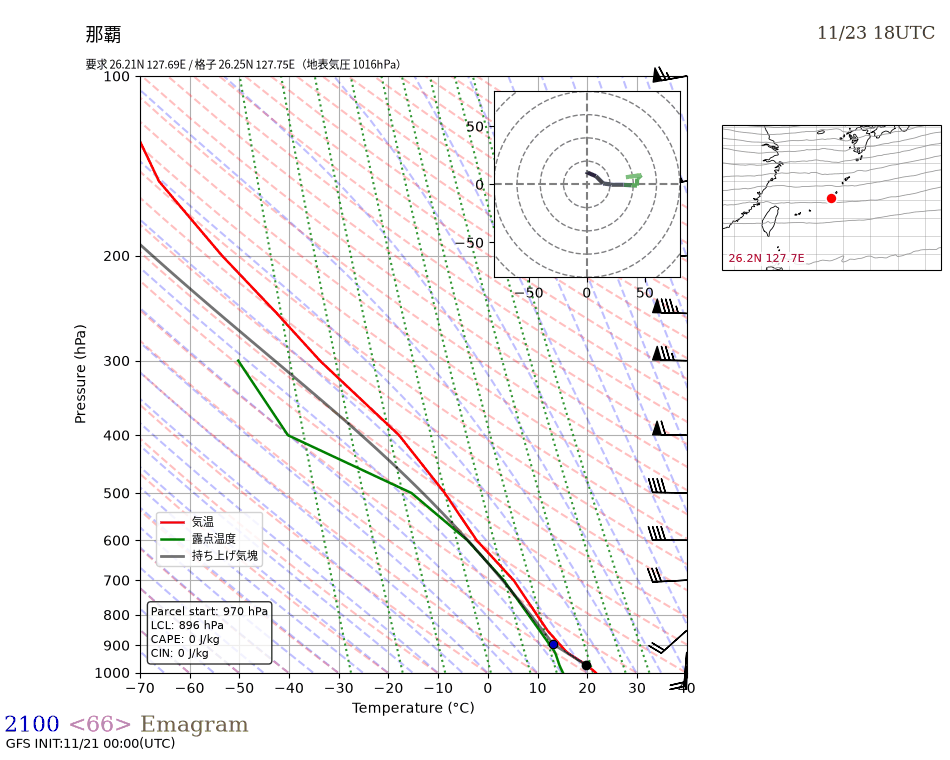 那覇
11/23 18UTC
要求 26.21N 127.69E / 格子 26.25N 127.75E（地表気圧 1016hPa）
100
200
300
400
500
600
700
800
900
1000
Pressure (hPa)
−70 −60 −50 −40 −30 −20 −10 0 10 20 30 40
Temperature (°C)
50
0
−50
−50 0 50
26.2N 127.7E
気温
露点温度
持ち上げ気塊
Parcel start: 970 hPa
LCL: 896 hPa
CAPE: 0 J/kg
CIN: 0 J/kg
2100 <66> Emagram
GFS INIT:11/21 00:00(UTC)